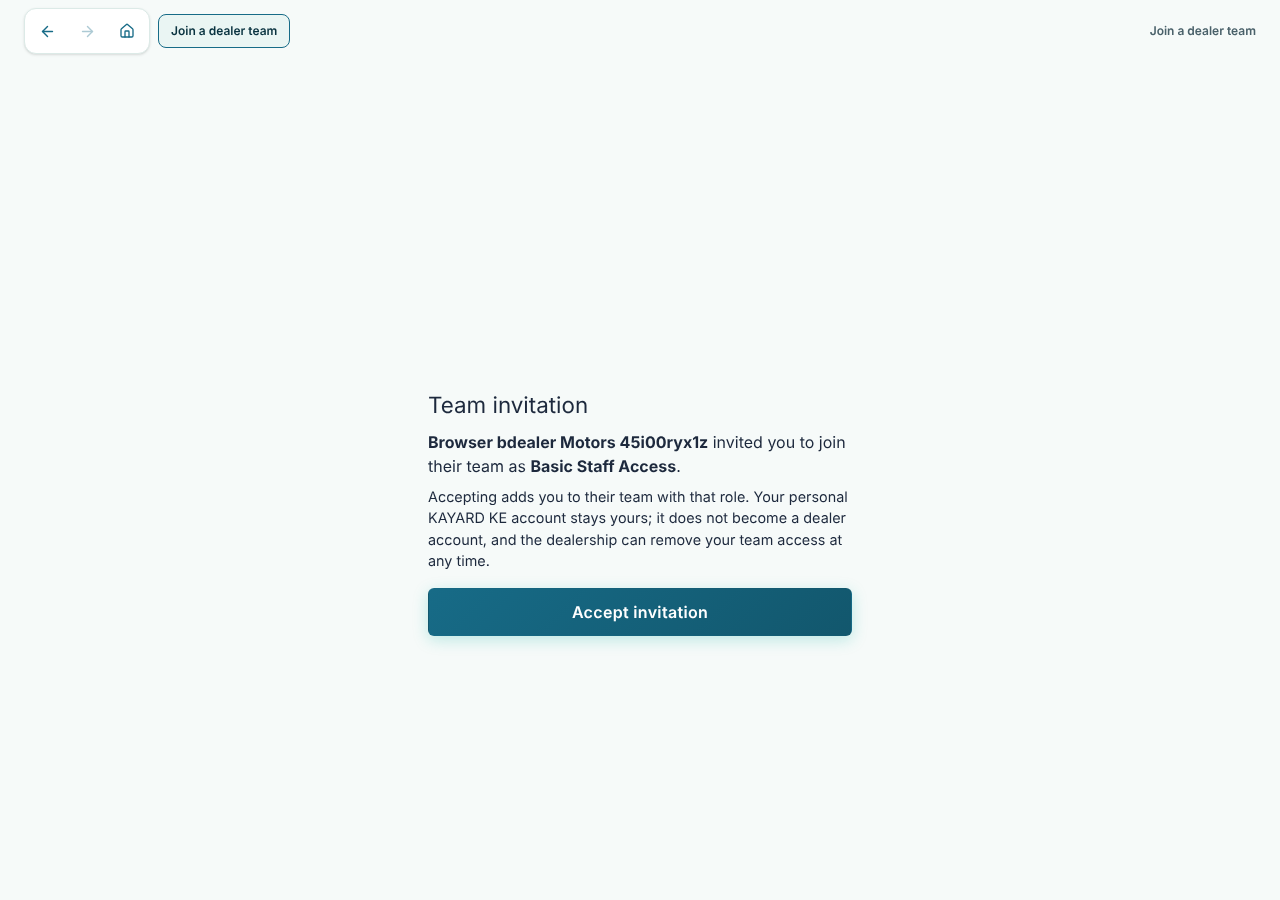 Join a dealer team
Join a dealer team
Team invitation
Browser bdealer Motors 45i00ryx1z invited you to join
their team as Basic Staff Access.
Accepting adds you to their team with that role. Your personal
KAYARD KE account stays yours; it does not become a dealer
account, and the dealership can remove your team access at
any time.
Accept invitation